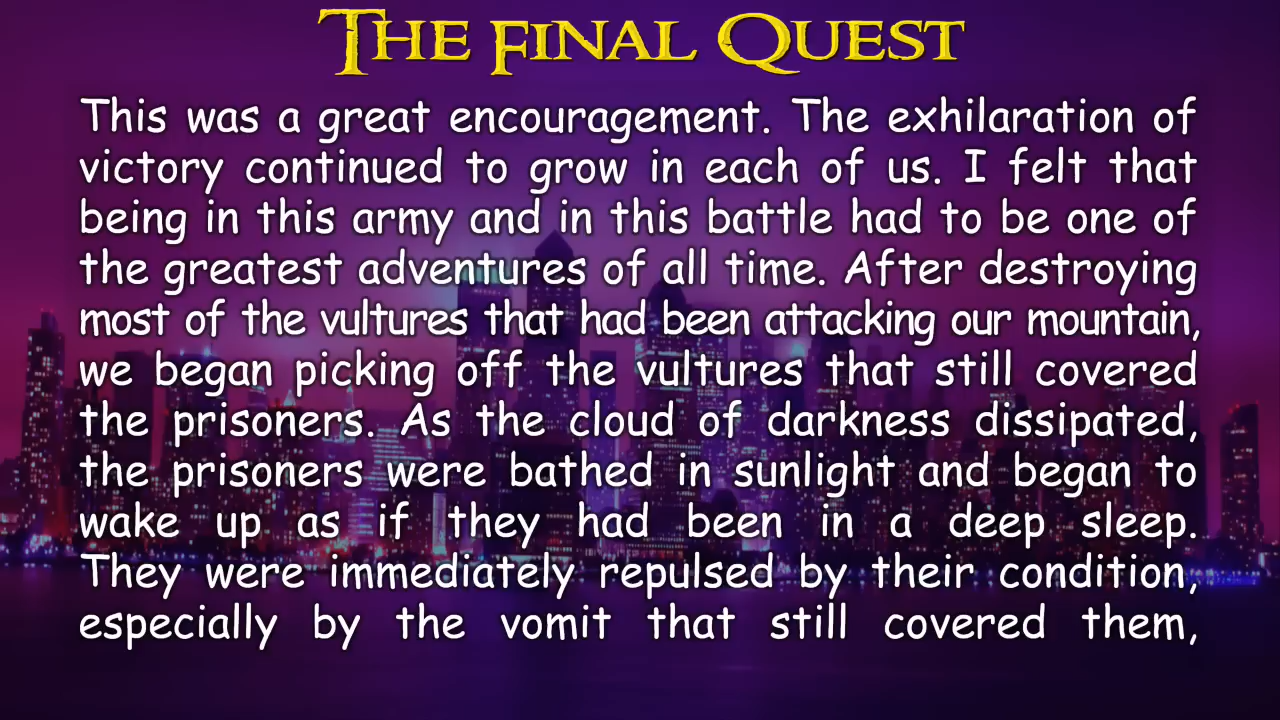 The Final Quest
This was a great encouragement. The exhilaration of
victory continued to grow in each of us. I felt that
being in this army and in this battle had to be one of
the greatest adventures of all time. After destroying
most of the vultures that had been attacking our mountain,
we began picking off the vultures that still covered
the prisoners. As the cloud of darkness dissipated,
the prisoners were bathed in sunlight and began to
wake up as if they had been in a deep sleep.
They were immediately repulsed by their condition,
especially by the vomit that still covered them,